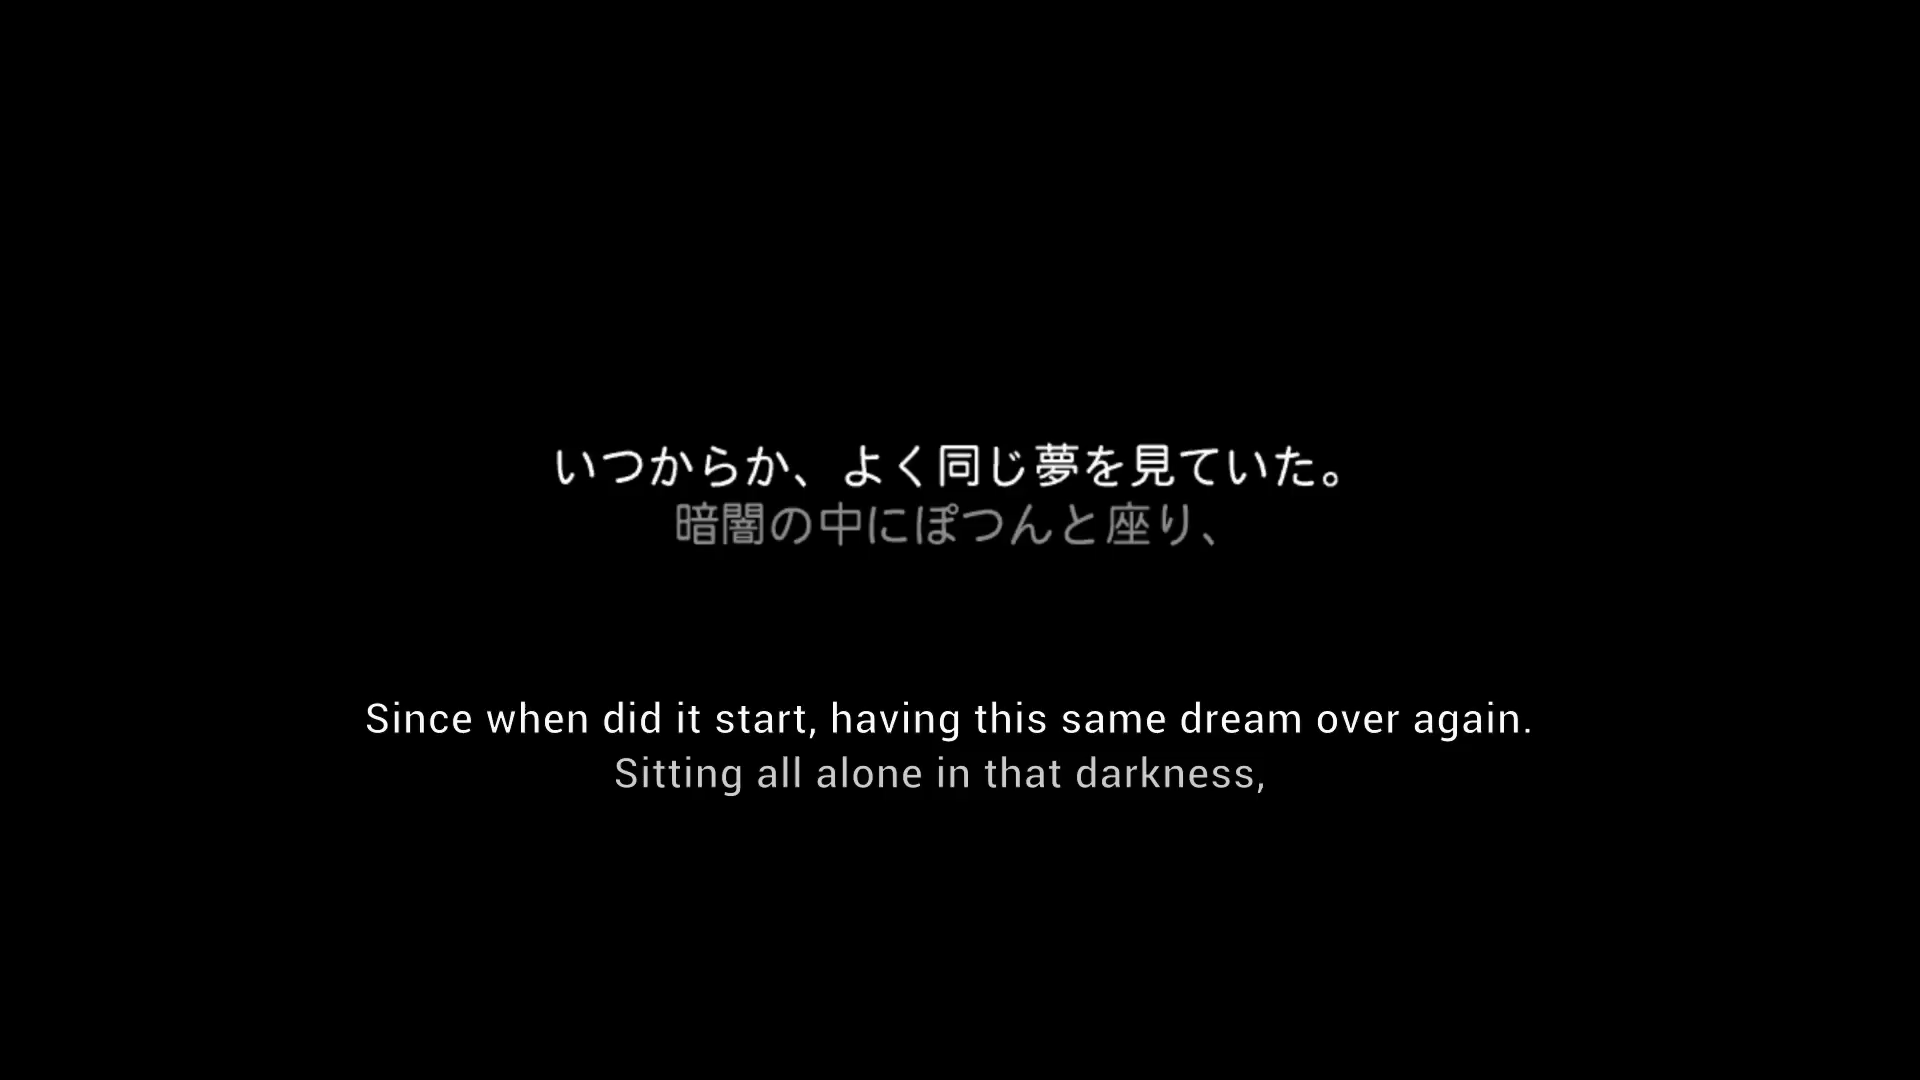 いつからか、よく同じ夢を見ていた。
暗闇の中にぽつんと座り、
Since when did it start, having this same dream over again.
Sitting all alone in that darkness,